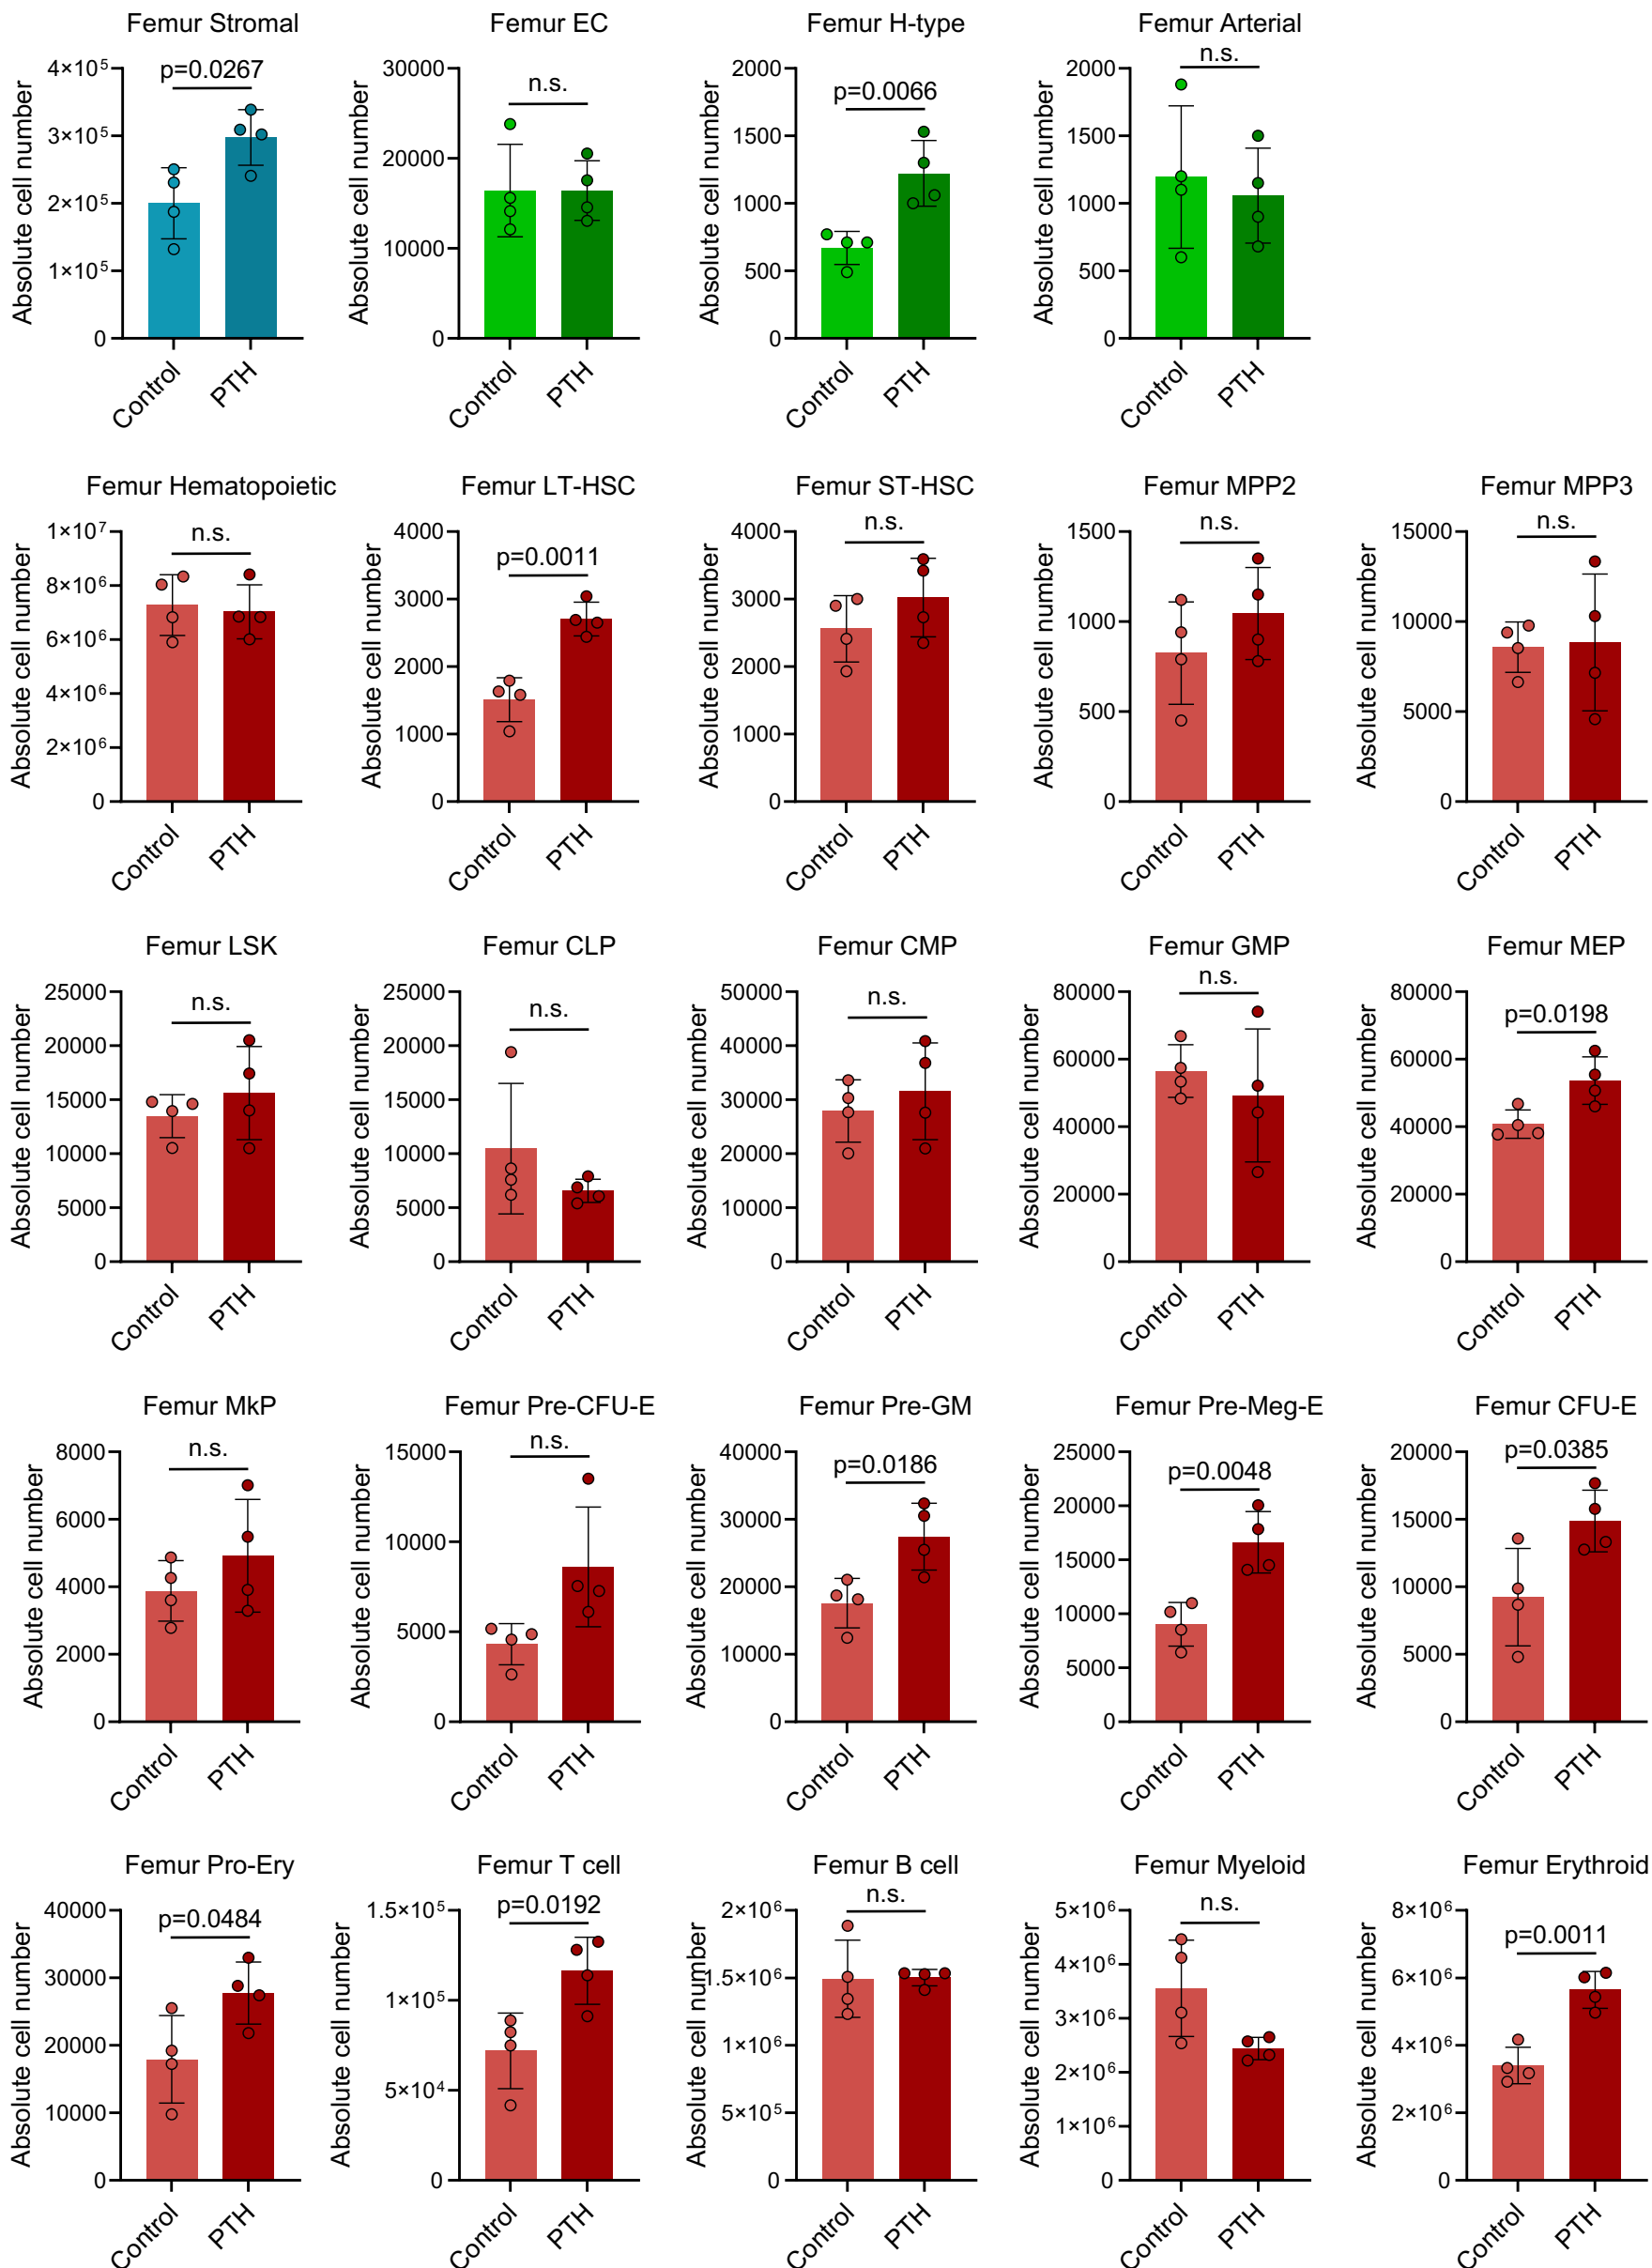 Femur Stromal
Absolute cell number
4×10⁵
3×10⁵
2×10⁵
1×10⁵
0
p=0.0267
Control
PTH
Femur EC
Absolute cell number
30000
20000
10000
0
n.s.
Control
PTH
Femur H-type
Absolute cell number
2000
1500
1000
500
0
p=0.0066
Control
PTH
Femur Arterial
Absolute cell number
2000
1500
1000
500
0
n.s.
Control
PTH
Femur Hematopoietic
Absolute cell number
1×10⁷
8×10⁶
6×10⁶
4×10⁶
2×10⁶
0
n.s.
Control
PTH
Femur LT-HSC
Absolute cell number
4000
3000
2000
1000
0
p=0.0011
Control
PTH
Femur ST-HSC
Absolute cell number
4000
3000
2000
1000
0
n.s.
Control
PTH
Femur MPP2
Absolute cell number
1500
1000
500
0
n.s.
Control
PTH
Femur MPP3
Absolute cell number
15000
10000
5000
0
n.s.
Control
PTH
Femur LSK
Absolute cell number
25000
20000
15000
10000
5000
0
n.s.
Control
PTH
Femur CLP
Absolute cell number
25000
20000
15000
10000
5000
0
n.s.
Control
PTH
Femur CMP
Absolute cell number
50000
40000
30000
20000
10000
0
n.s.
Control
PTH
Femur GMP
Absolute cell number
80000
60000
40000
20000
0
n.s.
Control
PTH
Femur MEP
Absolute cell number
80000
60000
40000
20000
0
p=0.0198
Control
PTH
Femur MkP
Absolute cell number
8000
6000
4000
2000
0
n.s.
Control
PTH
Femur Pre-CFU-E
Absolute cell number
15000
10000
5000
0
n.s.
Control
PTH
Femur Pre-GM
Absolute cell number
40000
30000
20000
10000
0
p=0.0186
Control
PTH
Femur Pre-Meg-E
Absolute cell number
25000
20000
15000
10000
5000
0
p=0.0048
Control
PTH
Femur CFU-E
Absolute cell number
20000
15000
10000
5000
0
p=0.0385
Control
PTH
Femur Pro-Ery
Absolute cell number
40000
30000
20000
10000
0
p=0.0484
Control
PTH
Femur T cell
Absolute cell number
1.5×10⁵
1×10⁵
5×10⁴
0
p=0.0192
Control
PTH
Femur B cell
Absolute cell number
2×10⁶
1.5×10⁶
1×10⁶
5×10⁵
0
n.s.
Control
PTH
Femur Myeloid
Absolute cell number
5×10⁶
4×10⁶
3×10⁶
2×10⁶
1×10⁶
0
n.s.
Control
PTH
Femur Erythroid
Absolute cell number
8×10⁶
6×10⁶
4×10⁶
2×10⁶
0
p=0.0011
Control
PTH